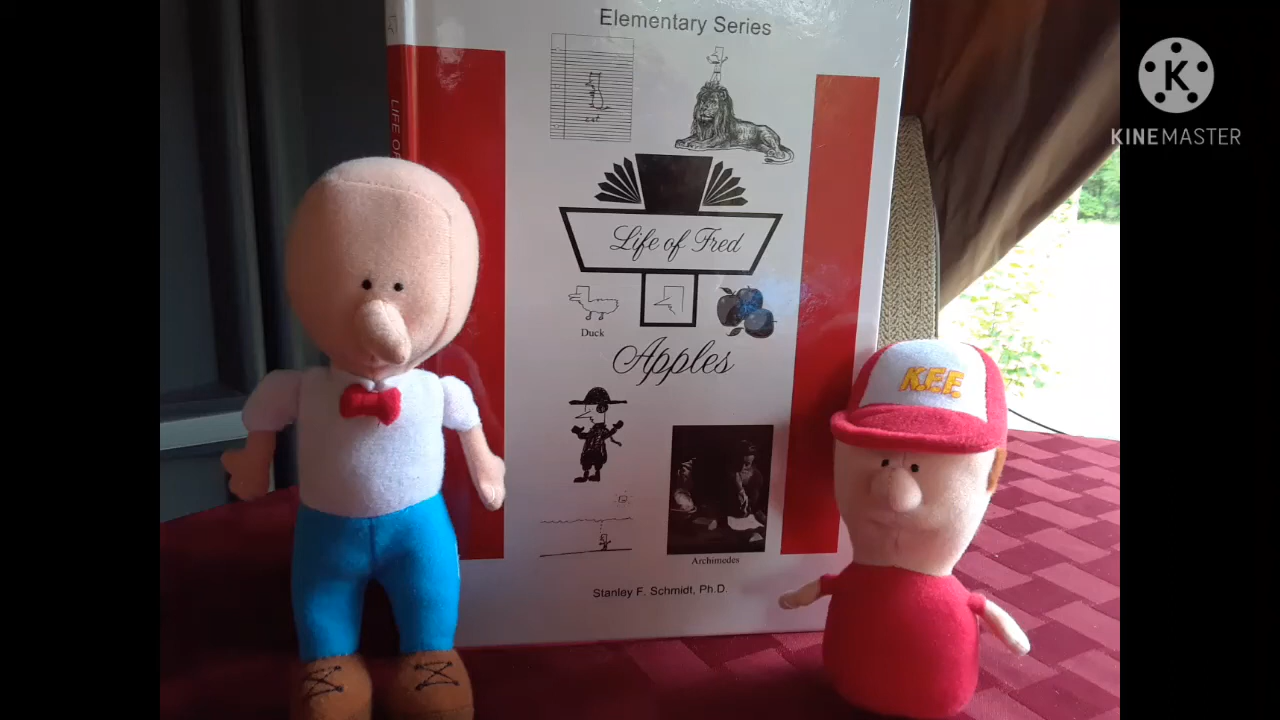 Elementary Series
cat
LIFE OF
Life of Fred
Duck
Apples
K.F.F.
Archimedes
Stanley F. Schmidt, Ph.D.
K
KINEMASTER